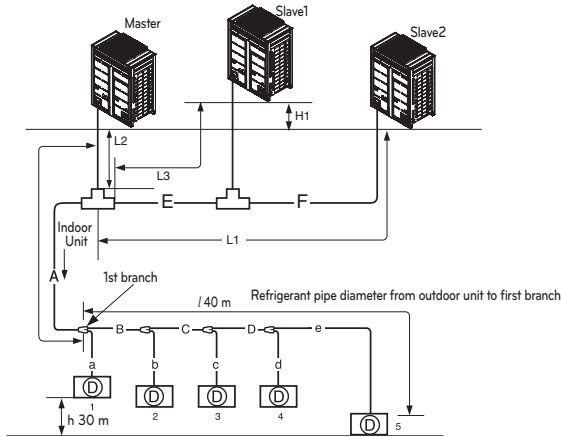 Master
Slave1
Slave2
H1
L2
L3
E
F
L1
Indoor
Unit
A
1st branch
l 40 m
Refrigerant pipe diameter from outdoor unit to first branch
B
C
D
e
a
b
c
d
D
D
D
D
D
1
2
3
4
5
h 30 m